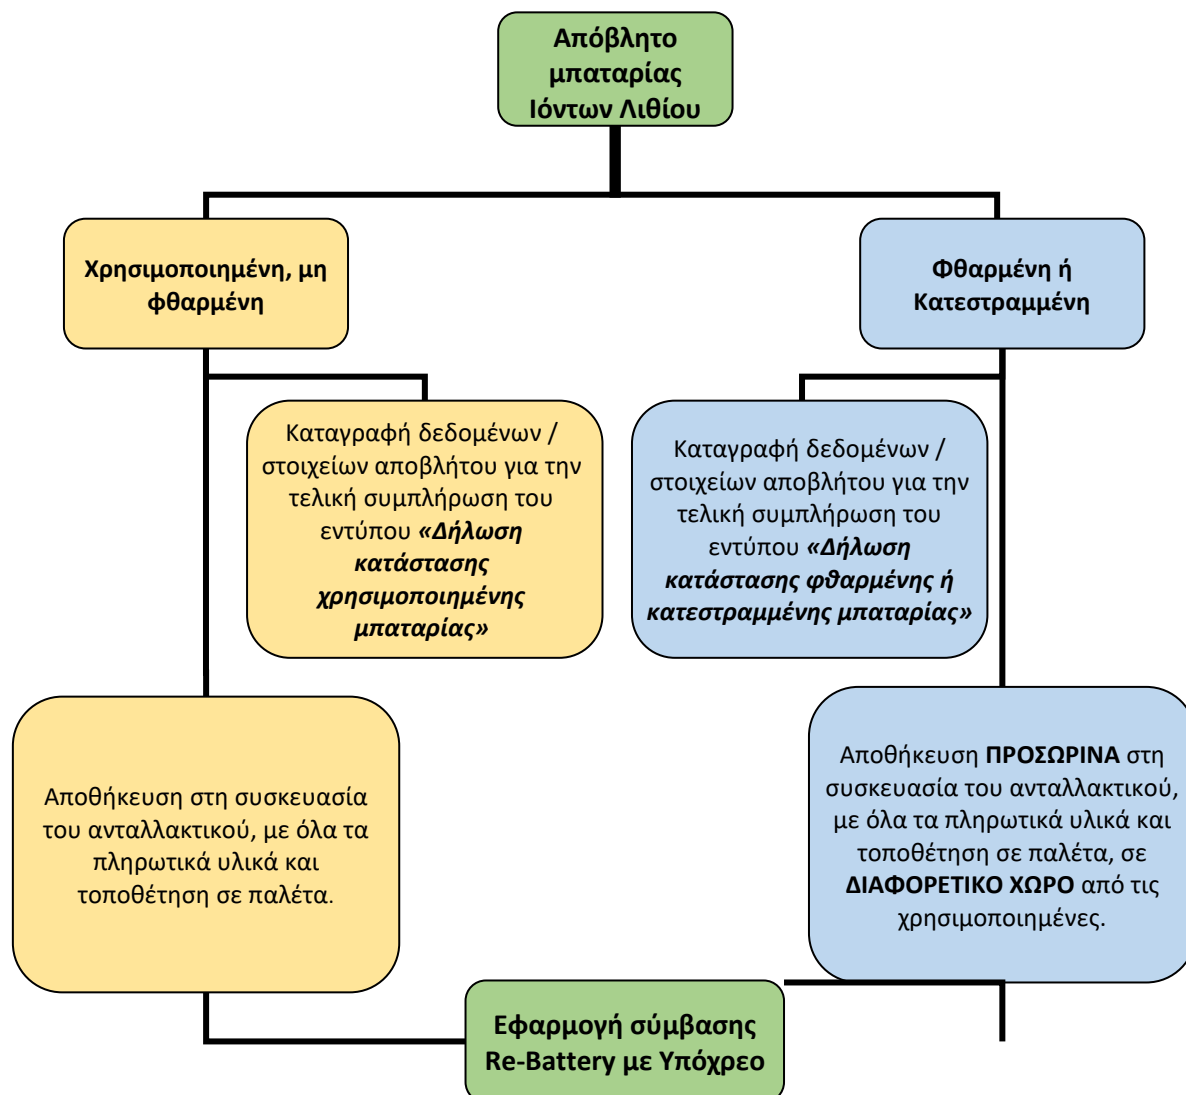 Απόβλητο
μπαταρίας
Ιόντων Λιθίου
Χρησιμοποιημένη, μη
φθαρμένη
Φθαρμένη ή
Κατεστραμμένη
Καταγραφή δεδομένων /
στοιχείων αποβλήτου για την
τελική συμπλήρωση του
εντύπου «Δήλωση
κατάστασης
χρησιμοποιημένης
μπαταρίας»
Καταγραφή δεδομένων /
στοιχείων αποβλήτου για την
τελική συμπλήρωση του
εντύπου «Δήλωση
κατάστασης φθαρμένης ή
κατεστραμμένης μπαταρίας»
Αποθήκευση στη συσκευασία
του ανταλλακτικού, με όλα τα
πληρωτικά υλικά και
τοποθέτηση σε παλέτα.
Αποθήκευση ΠΡΟΣΩΡΙΝΑ στη
συσκευασία του ανταλλακτικού,
με όλα τα πληρωτικά υλικά και
τοποθέτηση σε παλέτα, σε
ΔΙΑΦΟΡΕΤΙΚΟ ΧΩΡΟ από τις
χρησιμοποιημένες.
Εφαρμογή σύμβασης
Re-Battery με Υπόχρεο